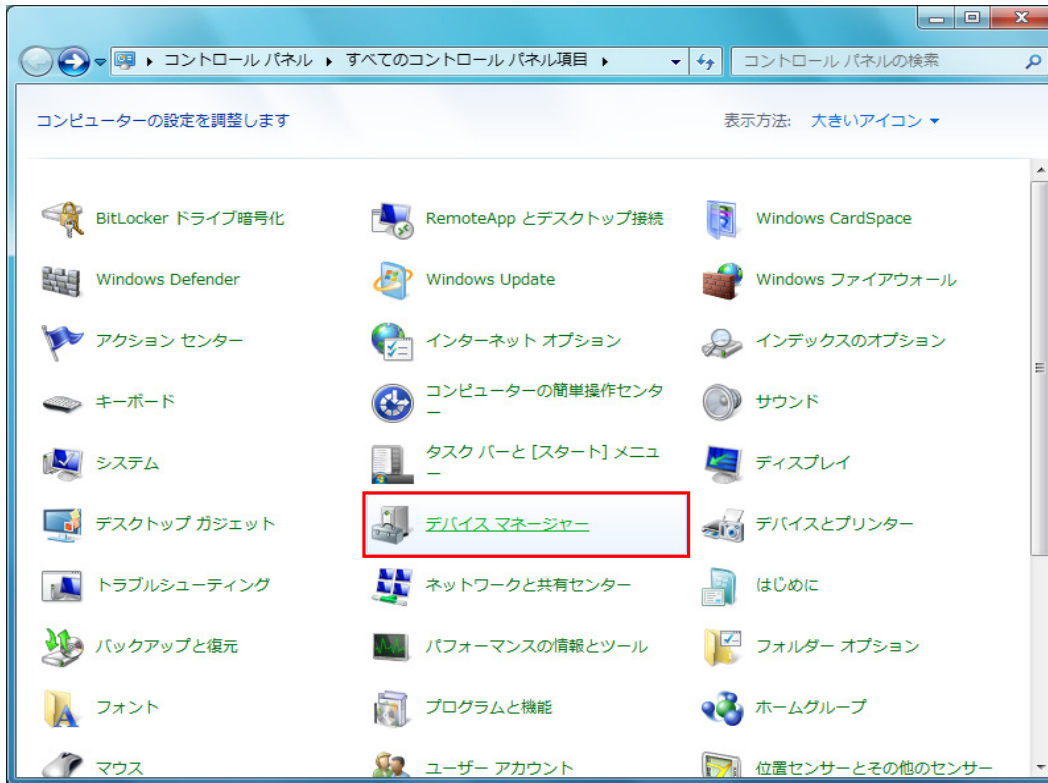 コントロール パネル ▸ すべてのコントロール パネル項目 ▸
コントロール パネルの検索
コンピューターの設定を調整します
表示方法: 大きいアイコン
BitLocker ドライブ暗号化
RemoteApp とデスクトップ接続
Windows CardSpace
Windows Defender
Windows Update
Windows ファイアウォール
アクション センター
インターネット オプション
インデックスのオプション
キーボード
コンピューターの簡単操作センタ
ー
サウンド
システム
タスク バーと [スタート] メニュ
ー
ディスプレイ
デスクトップ ガジェット
デバイス マネージャー
デバイスとプリンター
トラブルシューティング
ネットワークと共有センター
はじめに
バックアップと復元
パフォーマンスの情報とツール
フォルダー オプション
フォント
プログラムと機能
ホームグループ
マウス
ユーザー アカウント
位置センサーとその他のセンサー